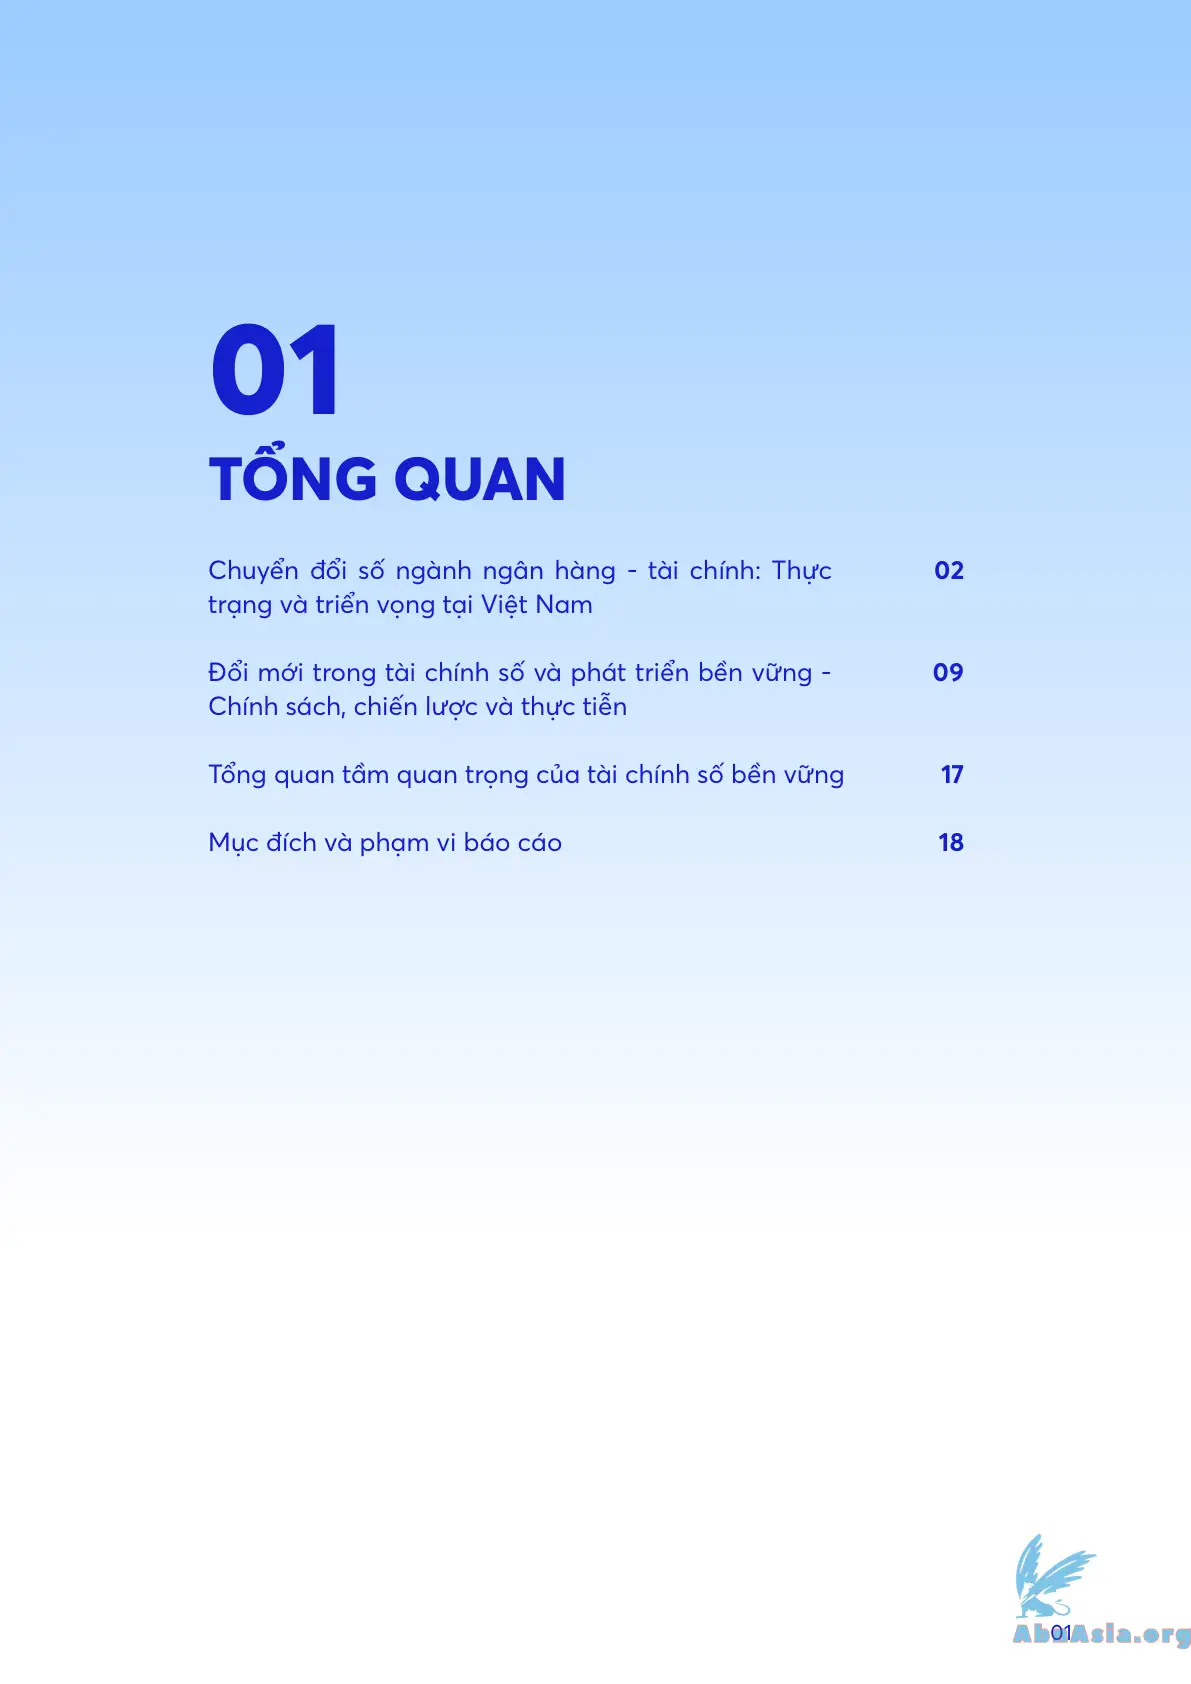 01
TỔNG QUAN
Chuyển đổi số ngành ngân hàng - tài chính: Thực 02
trạng và triển vọng tại Việt Nam
Đổi mới trong tài chính số và phát triển bền vững - 09
Chính sách, chiến lược và thực tiễn
Tổng quan tầm quan trọng của tài chính số bền vững 17
Mục đích và phạm vi báo cáo 18
01